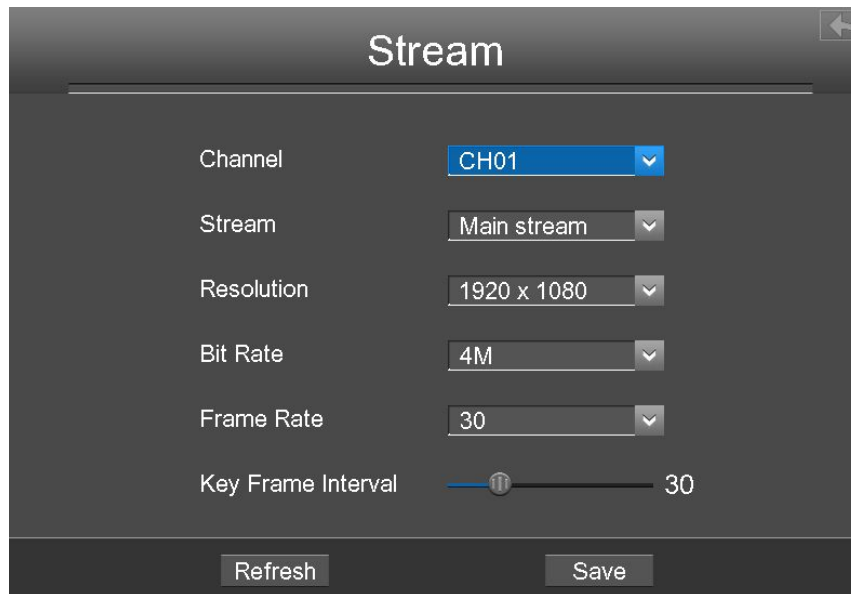 Stream
Channel CH01
Stream Main stream
Resolution 1920 x 1080
Bit Rate 4M
Frame Rate 30
Key Frame Interval 30
Refresh Save